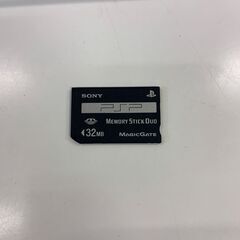 SONY
PSP
MEMORY STICK DUO
32MB MAGICGATE